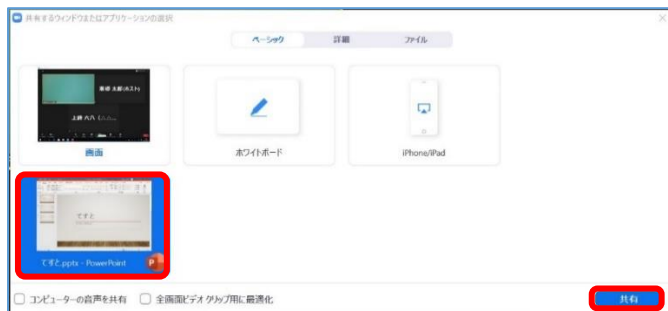 共有するウィンドウまたはアプリケーションの選択
ベーシック 詳細 ファイル
画面 ホワイトボード iPhone/iPad
てすと
てすと.pptx - PowerPoint
コンピューターの音声を共有 全画面ビデオ クリップ用に最適化 共有